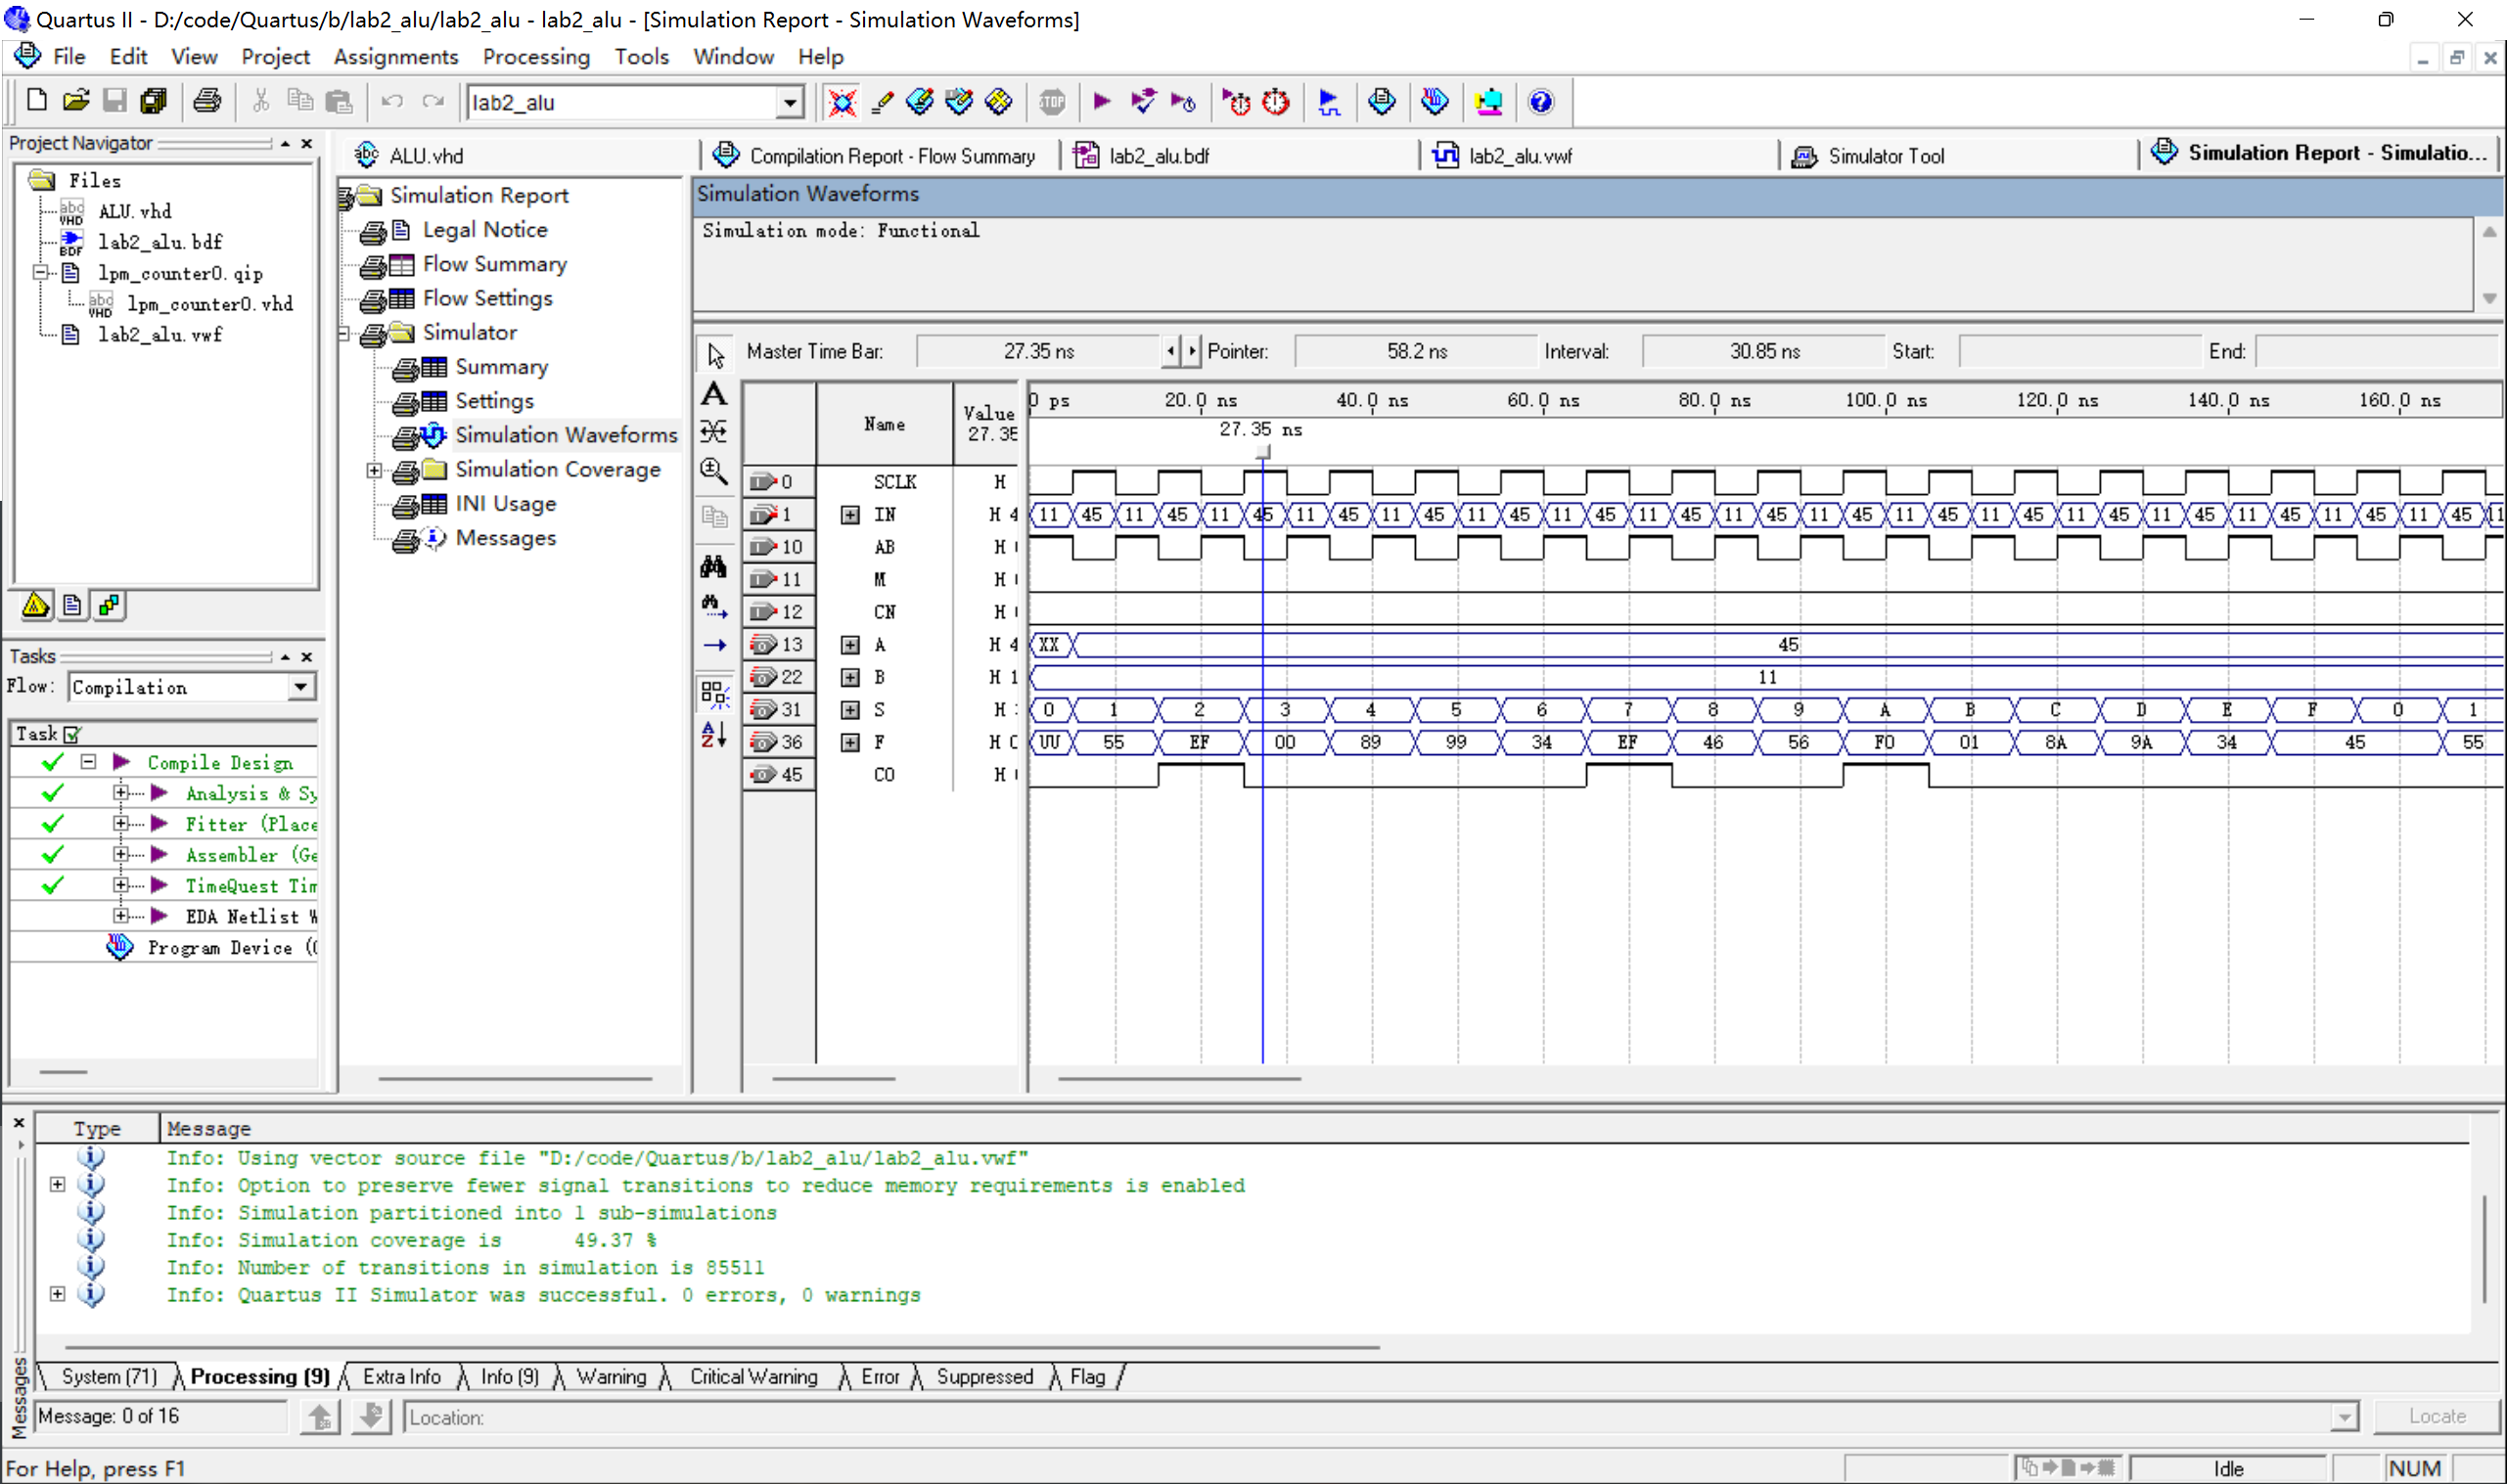 Quartus II - D:/code/Quartus/b/lab2_alu/lab2_alu - lab2_alu - [Simulation Report - Simulation Waveforms]
File Edit View Project Assignments Processing Tools Window Help
STOP
lab2_alu
Project Navigator
Files
ALU.vhd
lab2_alu.bdf
lpm_counter0.qip
lpm_counter0.vhd
lab2_alu.vwf
Tasks
Flow: Compilation
Task
Compile Design
Analysis & Sy
Fitter (Place
Assembler (Ge
TimeQuest Tim
EDA Netlist W
Program Device (
ALU.vhd
Compilation Report - Flow Summary
lab2_alu.bdf
lab2_alu.vwf
Simulator Tool
Simulation Report - Simulatio...
Simulation Report
Legal Notice
Flow Summary
Flow Settings
Simulator
Summary
Settings
Simulation Waveforms
Simulation Coverage
INI Usage
Messages
Simulation Waveforms
Simulation mode: Functional
Master Time Bar: 27.35 ns Pointer: 58.2 ns Interval: 30.85 ns Start: End:
Name Value 27.35
0 ps 20.0 ns 40.0 ns 60.0 ns 80.0 ns 100.0 ns 120.0 ns 140.0 ns 160.0 ns
27.35 ns
0 SCLK H
1 IN H 4 11 45 11 45 11 45 11 45 11 45 11 45 11 45 11 45 11 45 11 45 11 45 11 45 11 45 11 45 11 45 11 45 11 45 11
10 AB H
11 M H
12 CN H
13 A H 4 XX 45
22 B H 1 11
31 S H 0 1 2 3 4 5 6 7 8 9 A B C D E F 0 1
36 F H UU 55 EF 00 89 99 34 EF 46 56 F0 01 8A 9A 34 45 55
45 CO H
Type Message
Info: Using vector source file "D:/code/Quartus/b/lab2_alu/lab2_alu.vwf"
Info: Option to preserve fewer signal transitions to reduce memory requirements is enabled
Info: Simulation partitioned into 1 sub-simulations
Info: Simulation coverage is 49.37 %
Info: Number of transitions in simulation is 85511
Info: Quartus II Simulator was successful. 0 errors, 0 warnings
Messages
System (71) Processing (9) Extra Info Info (9) Warning Critical Warning Error Suppressed Flag
Message: 0 of 16 Location: Locate
For Help, press F1 Idle NUM